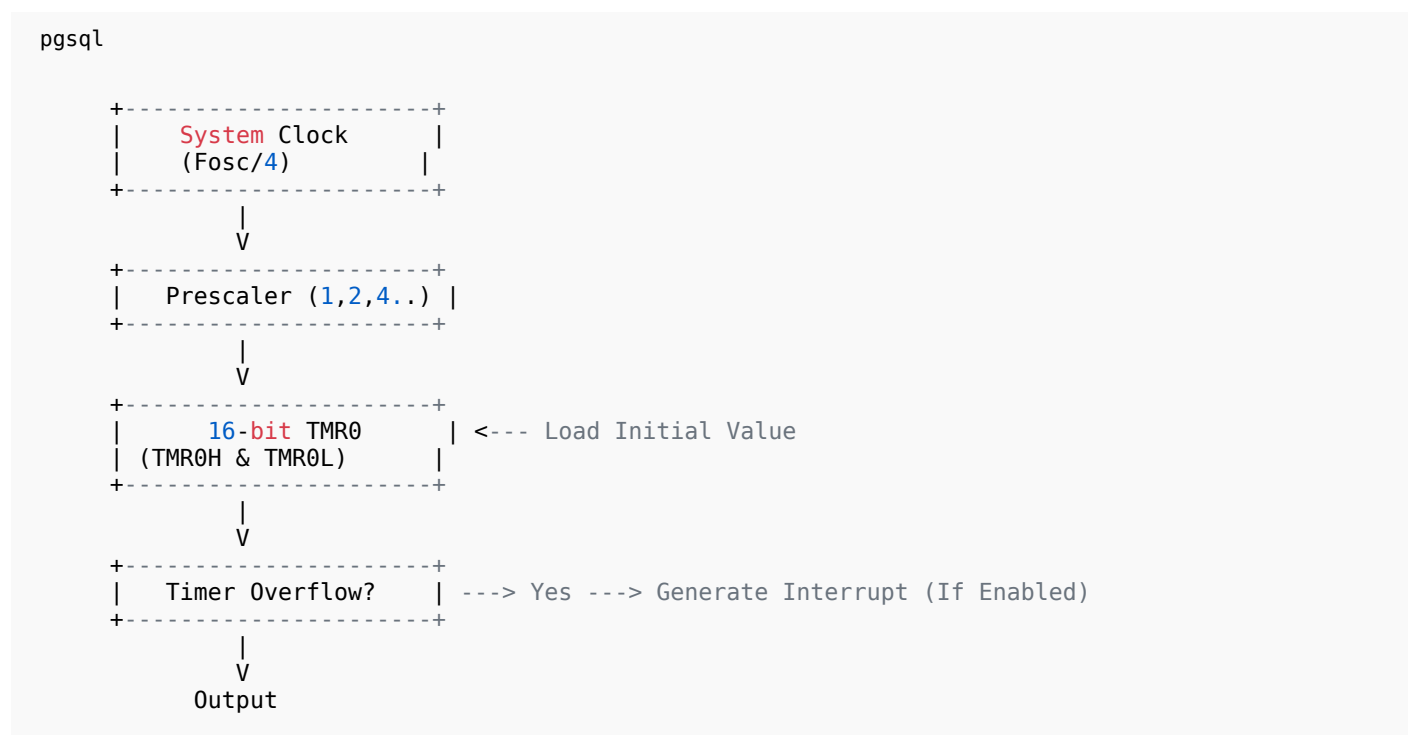 pgsql
+----------------------+
|    System Clock      |
|    (Fosc/4)         |
+----------------------+
|
V
+----------------------+
|   Prescaler (1,2,4..) |
+----------------------+
|
V
+----------------------+
|      16-bit TMR0      | <--- Load Initial Value
| (TMR0H & TMR0L)      |
+----------------------+
|
V
+----------------------+
|   Timer Overflow?    | ---> Yes ---> Generate Interrupt (If Enabled)
+----------------------+
|
V
Output